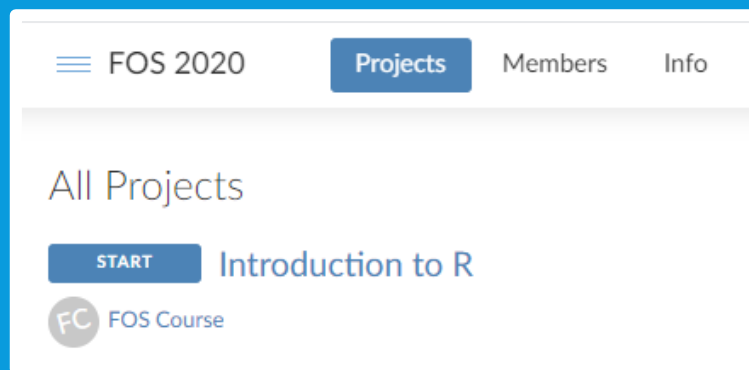 FOS 2020 Projects Members Info
All Projects
START Introduction to R
FC FOS Course